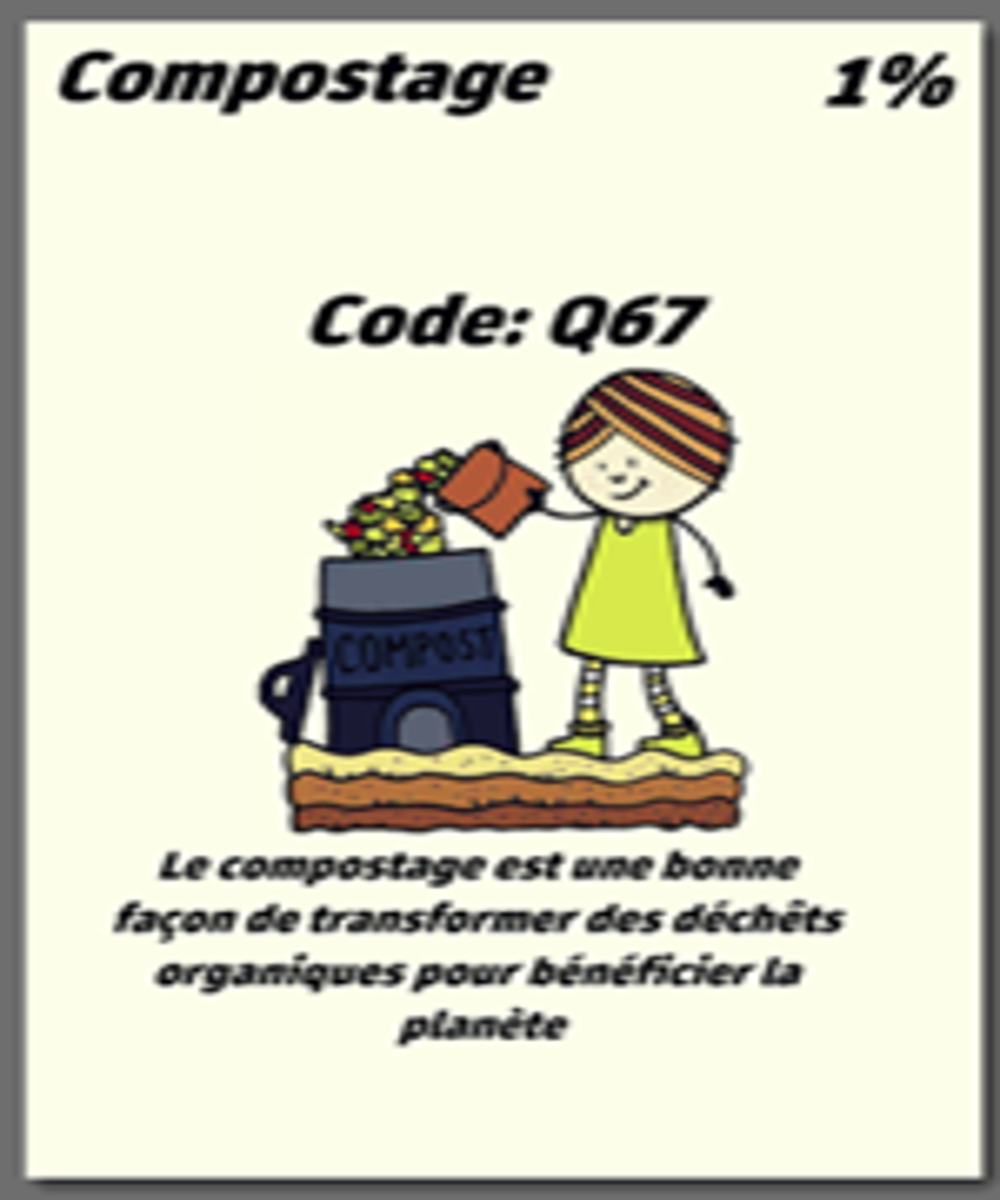 Compostage 1%
Code: Q67
COMPOST
Le compostage est une bonne
façon de transformer des déchêts
organiques pour bénéficier la
planète